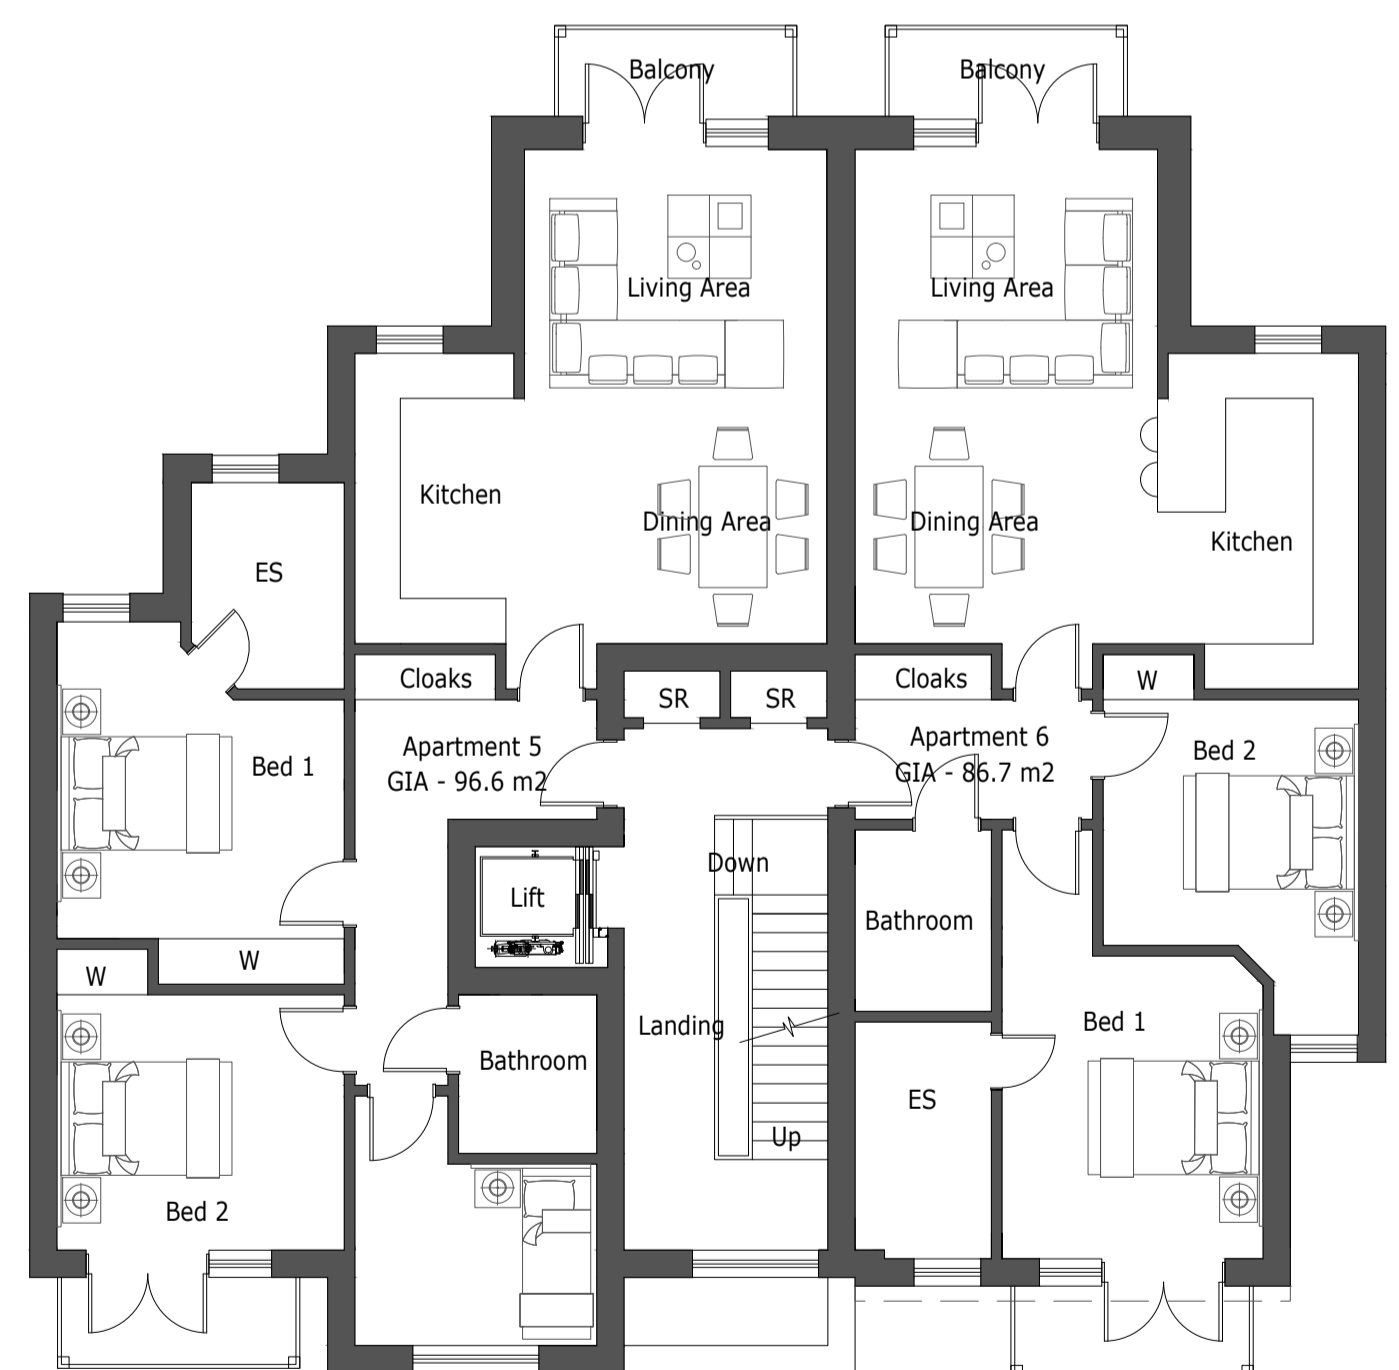 Balcony
Balcony
Living Area
Living Area
Kitchen
Dining Area
Dining Area
Kitchen
ES
Cloaks
SR
SR
Cloaks
W
Apartment 5
GIA - 96.6 m2
Apartment 6
GIA - 86.7 m2
Bed 2
Bed 1
Down
Lift
Bathroom
W
W
Landing
Bed 1
Bathroom
ES
Up
Bed 2